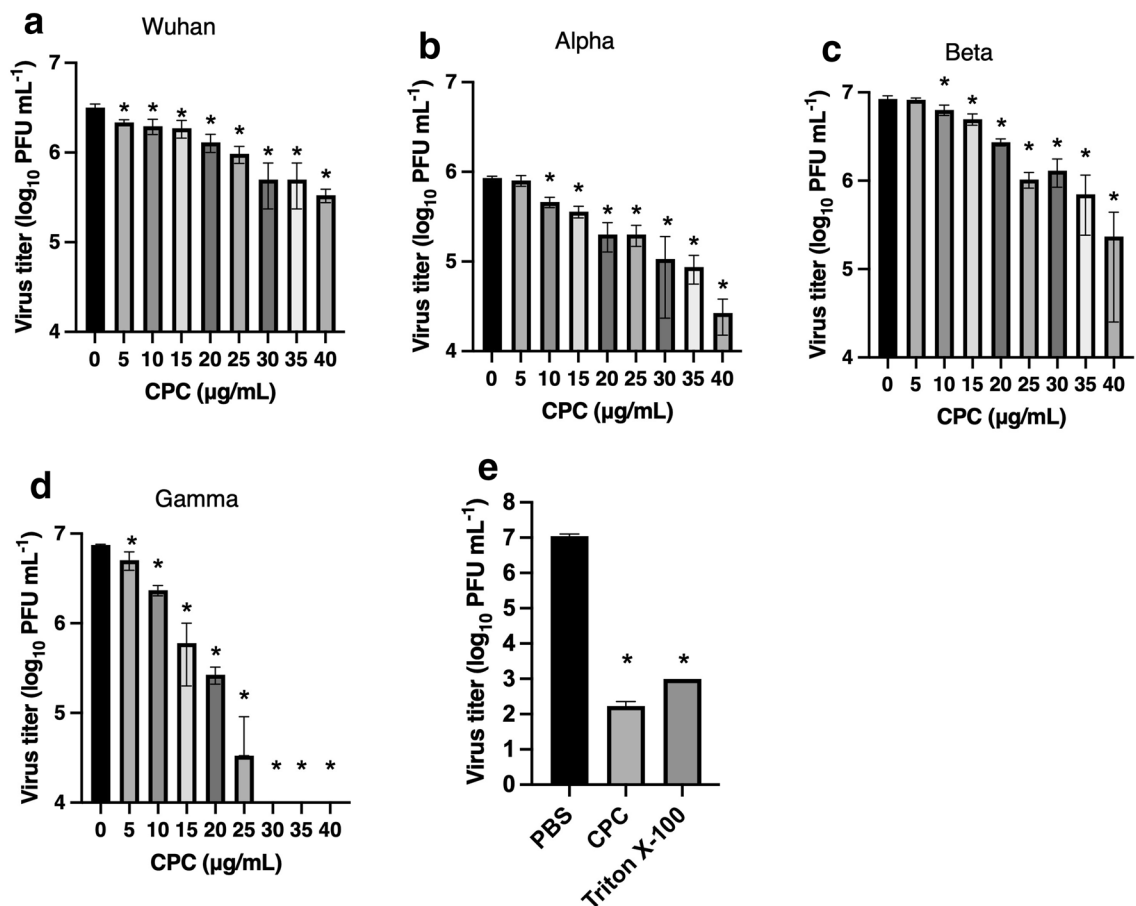 a
Wuhan
Virus titer (log10 PFU mL-1)
7
6
5
4
* * * * * * * *
0 5 10 15 20 25 30 35 40
CPC (µg/mL)
b
Alpha
Virus titer (log10 PFU mL-1)
7
6
5
4
* * * * * * *
0 5 10 15 20 25 30 35 40
CPC (µg/mL)
c
Beta
Virus titer (log10 PFU mL-1)
7
6
5
4
* * * * * * *
0 5 10 15 20 25 30 35 40
CPC (µg/mL)
d
Gamma
Virus titer (log10 PFU mL-1)
7
6
5
4
* * * * * * * *
0 5 10 15 20 25 30 35 40
CPC (µg/mL)
e
Virus titer (log10 PFU mL-1)
8
7
6
5
4
3
2
1
0
* *
PBS
CPC
Triton X-100